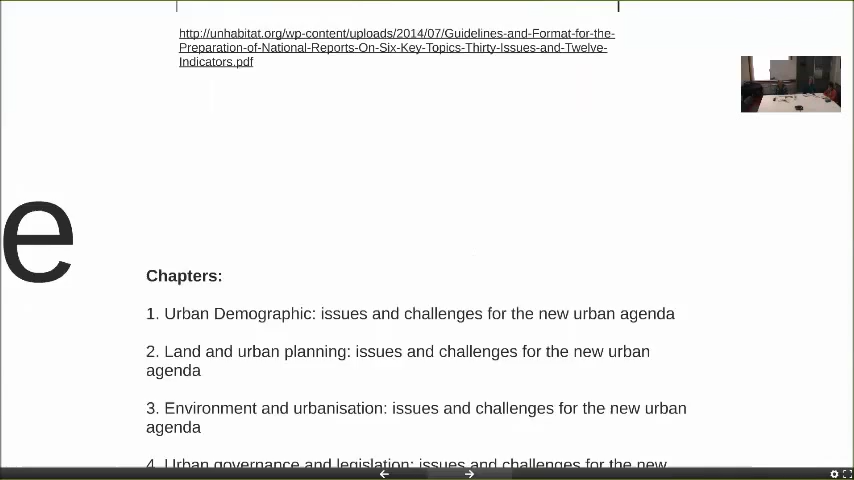 http://unhabitat.org/wp-content/uploads/2014/07/Guidelines-and-Format-for-the-
Preparation-of-National-Reports-On-Six-Key-Topics-Thirty-Issues-and-Twelve-
Indicators.pdf
e
Chapters:
1. Urban Demographic: issues and challenges for the new urban agenda
2. Land and urban planning: issues and challenges for the new urban
agenda
3. Environment and urbanisation: issues and challenges for the new urban
agenda
4. Urban governance and legislation: issues and challenges for the new